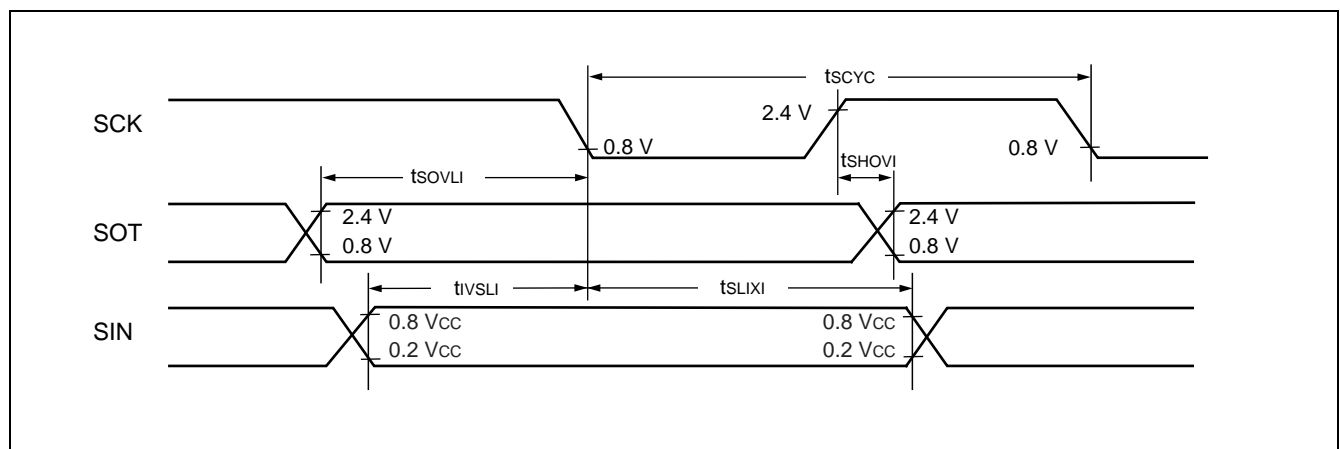 tSCYC
SCK
2.4 V
0.8 V
0.8 V
tSOVLI
tSHOVI
SOT
2.4 V
0.8 V
2.4 V
0.8 V
tIVSLI
tSLIXI
SIN
0.8 VCC
0.2 VCC
0.8 VCC
0.2 VCC